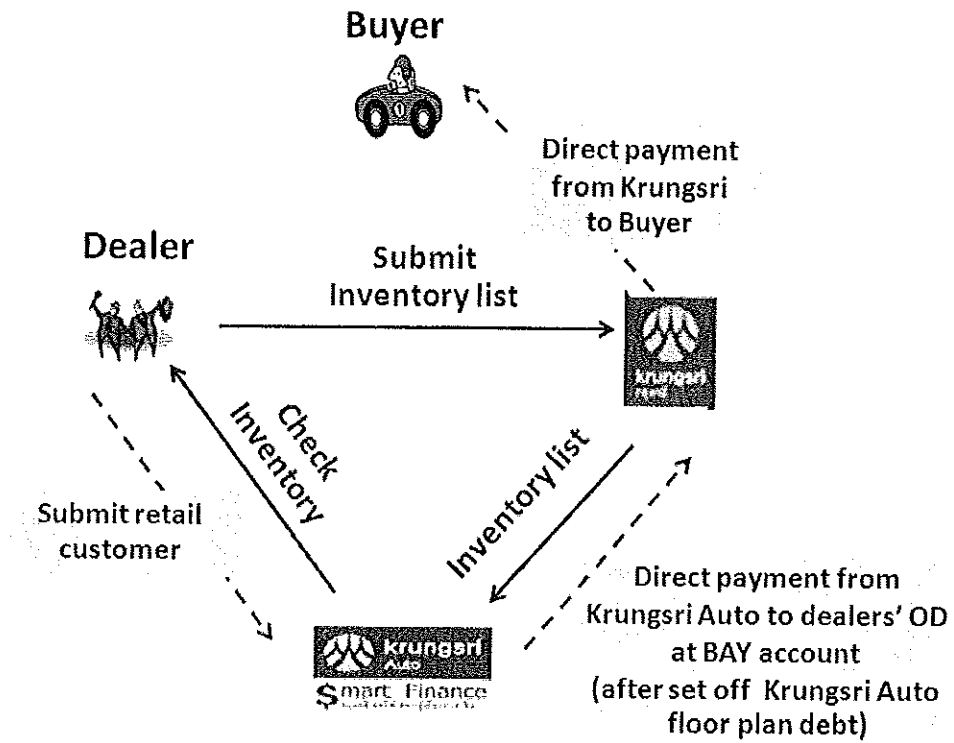 Buyer
1
Direct payment
from Krungsri
to Buyer
Dealer
Submit
Inventory list
krungsri
Check
Inventory
Inventory list
Submit retail
customer
krungsri
Auto
$mart Finance
Direct payment from
Krungsri Auto to dealers' OD
at BAY account
(after set off Krungsri Auto
floor plan debt)